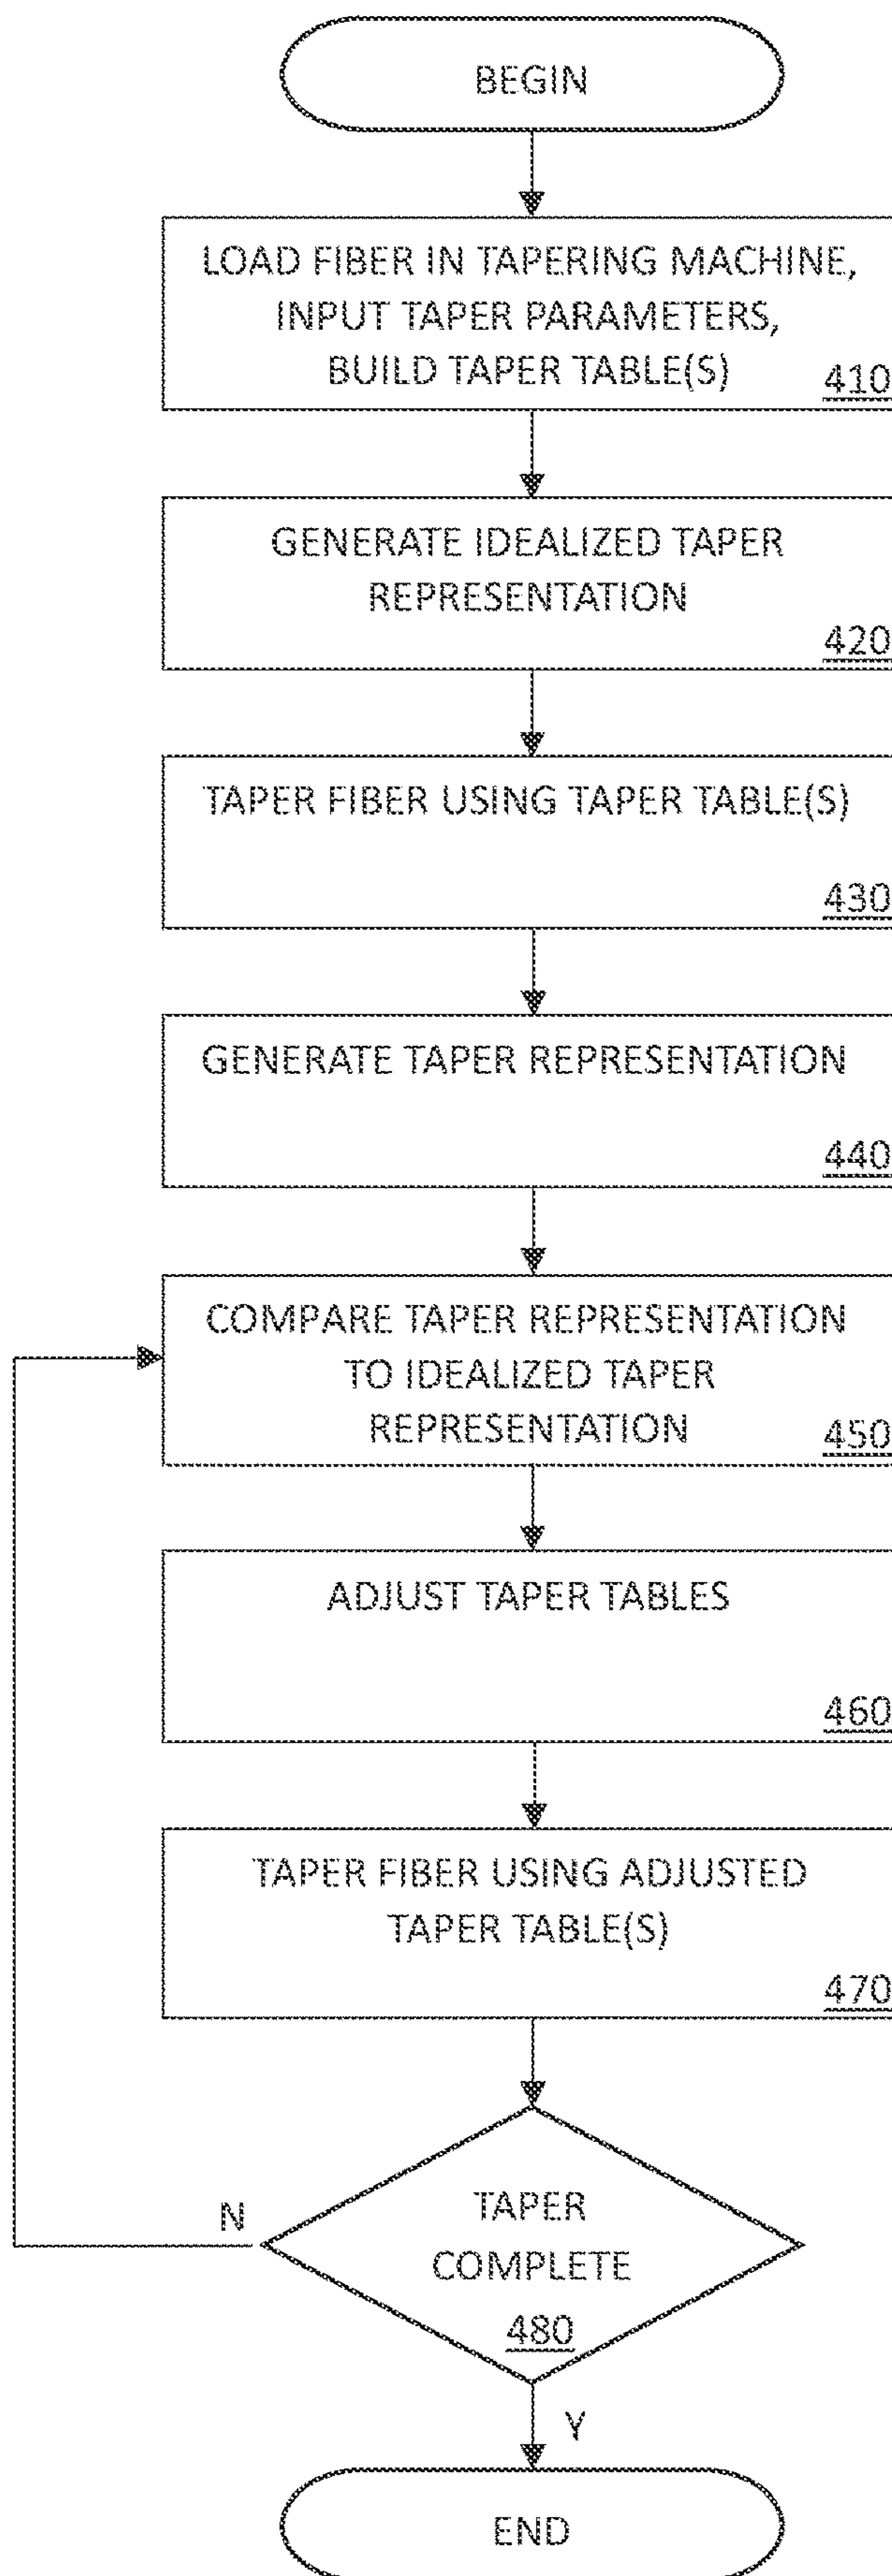 BEGIN
LOAD FIBER IN TAPERING MACHINE,
INPUT TAPER PARAMETERS,
BUILD TAPER TABLE(S)
410
GENERATE IDEALIZED TAPER
REPRESENTATION
420
TAPER FIBER USING TAPER TABLE(S)
430
GENERATE TAPER REPRESENTATION
440
COMPARE TAPER REPRESENTATION
TO IDEALIZED TAPER
REPRESENTATION
450
ADJUST TAPER TABLES
460
TAPER FIBER USING ADJUSTED
TAPER TABLE(S)
470
N
TAPER
COMPLETE
480
Y
END